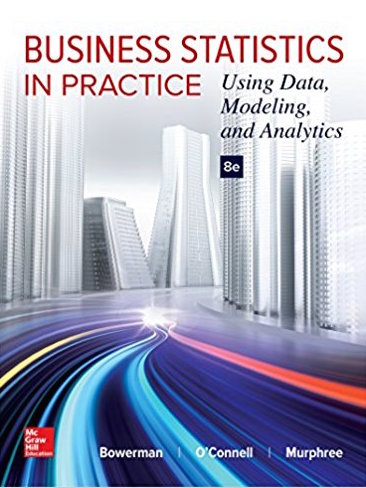 BUSINESS STATISTICS
IN PRACTICE
Using Data,
Modeling,
and Analytics
8e
Mc
Graw
Hill
Education
Bowerman | O'Connell | Murphree